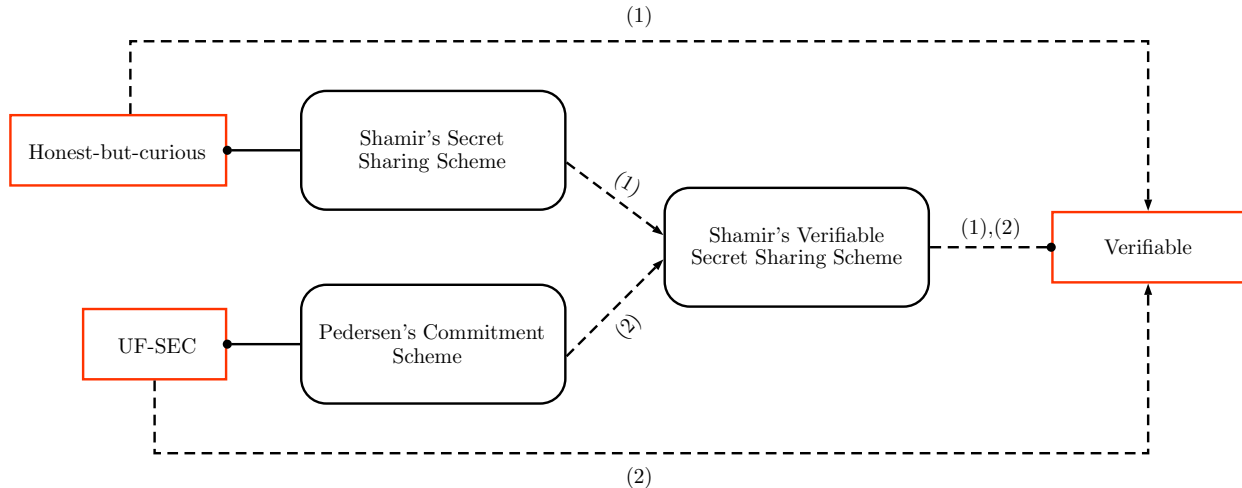 (1)
Honest-but-curious
Shamir's Secret
Sharing Scheme
(1)
Shamir's Verifiable
Secret Sharing Scheme
(1),(2)
Verifiable
UF-SEC
Pedersen's Commitment
Scheme
(2)
(2)